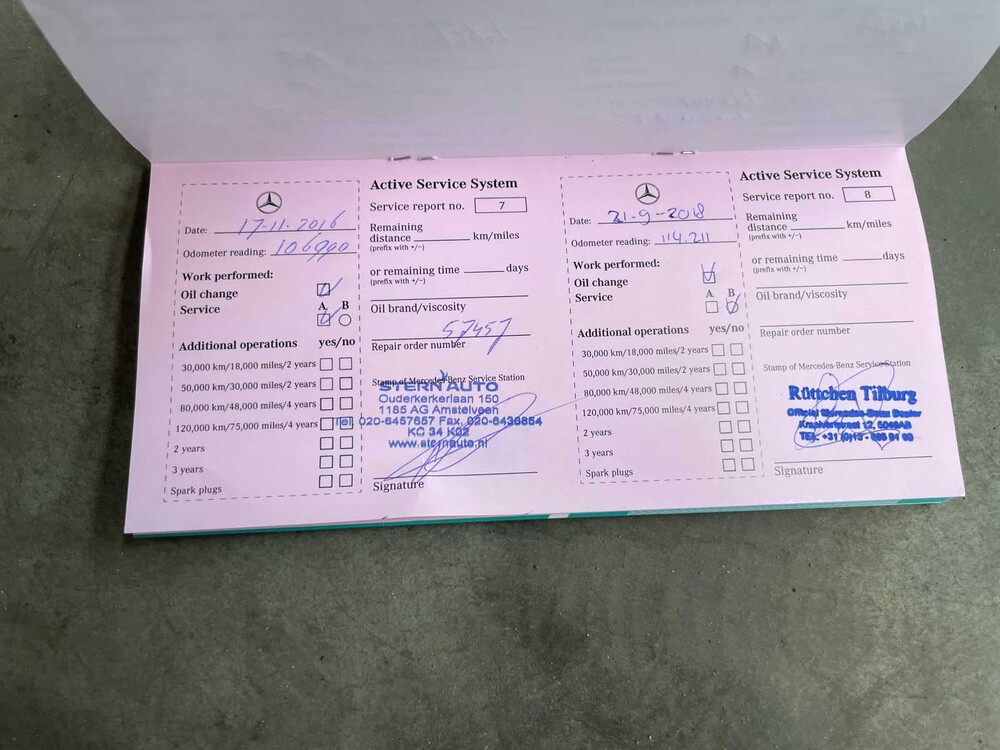 Date: 17-11-2016
Odometer reading:
Work performed:
Oil change
Service A B
Additional operations yes/no
30,000 km/18,000 miles/2 years
50,000 km/30,000 miles/2 years
80,000 km/48,000 miles/4 years
120,000 km/75,000 miles/4 years
2 years
3 years
Spark plugs
Active Service System
Service report no. 7
Remaining
distance km/miles
(prefix with +/−)
or remaining time days
(prefix with +/−)
Oil brand/viscosity
57457
Repair order number
Stamp of Mercedes-Benz Service Station
STERN AUTO
Ouderkerkerlaan 150
1185 AG Amstelveen
Tel. 020-6457657 Fax. 020-6436854
KC 34 K02
www.sternauto.nl
Signature
Date: 21-9-2018
Odometer reading: 114.211
Work performed:
Oil change
Service A B
Additional operations yes/no
30,000 km/18,000 miles/2 years
50,000 km/30,000 miles/2 years
80,000 km/48,000 miles/4 years
120,000 km/75,000 miles/4 years
2 years
3 years
Spark plugs
Active Service System
Service report no. 8
Remaining
distance km/miles
(prefix with +/−)
or remaining time days
(prefix with +/−)
Oil brand/viscosity
Repair order number
Stamp of Mercedes-Benz Service Station
Rüttchen Tilburg
Official Mercedes-Benz Dealer
12,
TEL. +31 (0)13 -
Signature